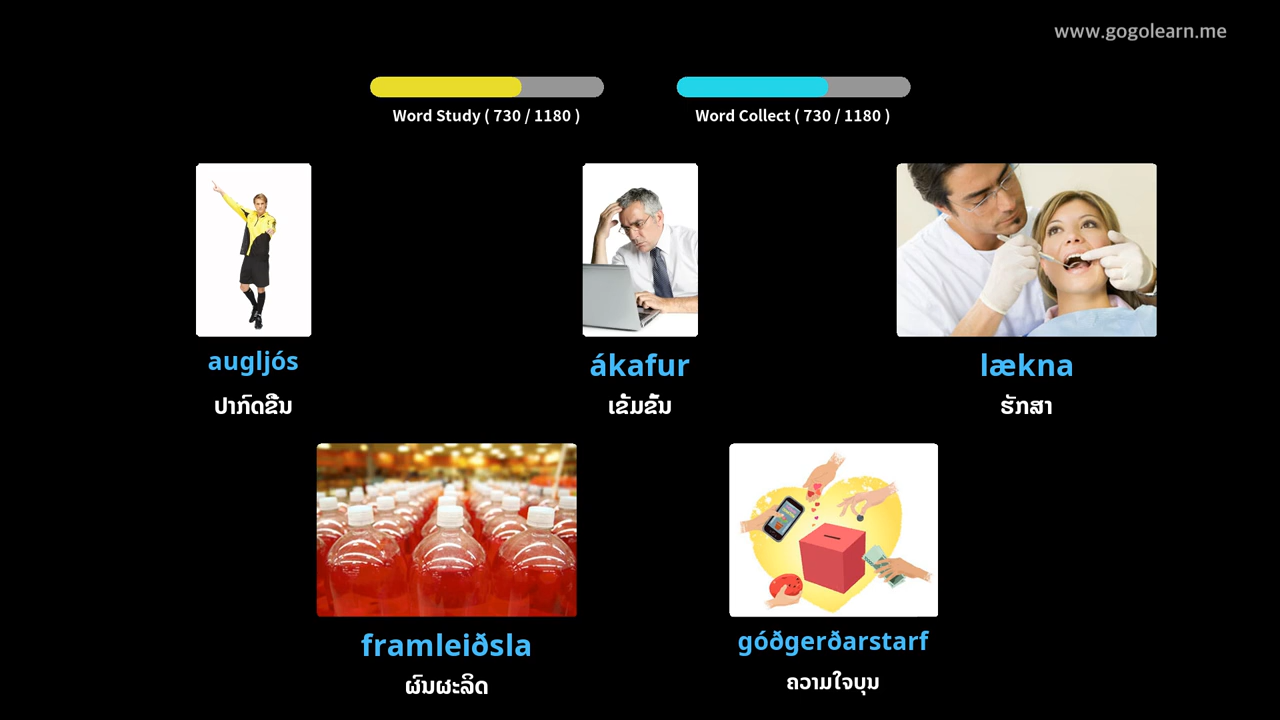 www.gogolearn.me
Word Study ( 730 / 1180 )
Word Collect ( 730 / 1180 )
augljós
ákafur
lækna
ປາກົດຂື້ນ
ເຂັ້ມຂັ້ນ
ຮັກສາ
framleiðsla
góðgerðarstarf
ຜົນຜະລິດ
ຄວາມໃຈບຸນ